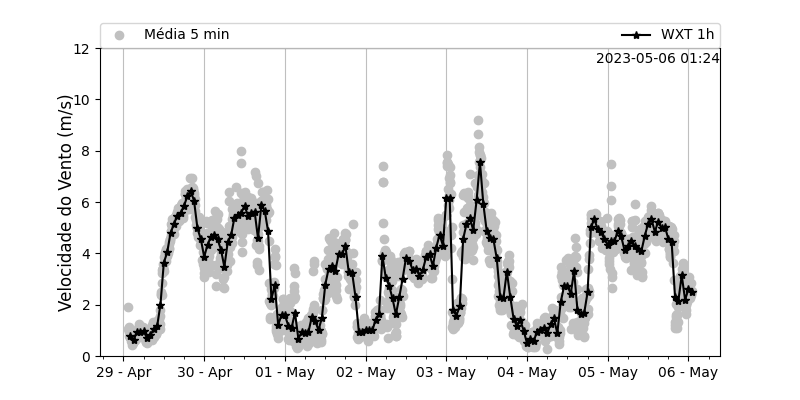 Média 5 min
WXT 1h
2023-05-06 01:24
Velocidade do Vento (m/s)
12
10
8
6
4
2
0
29 - Apr
30 - Apr
01 - May
02 - May
03 - May
04 - May
05 - May
06 - May